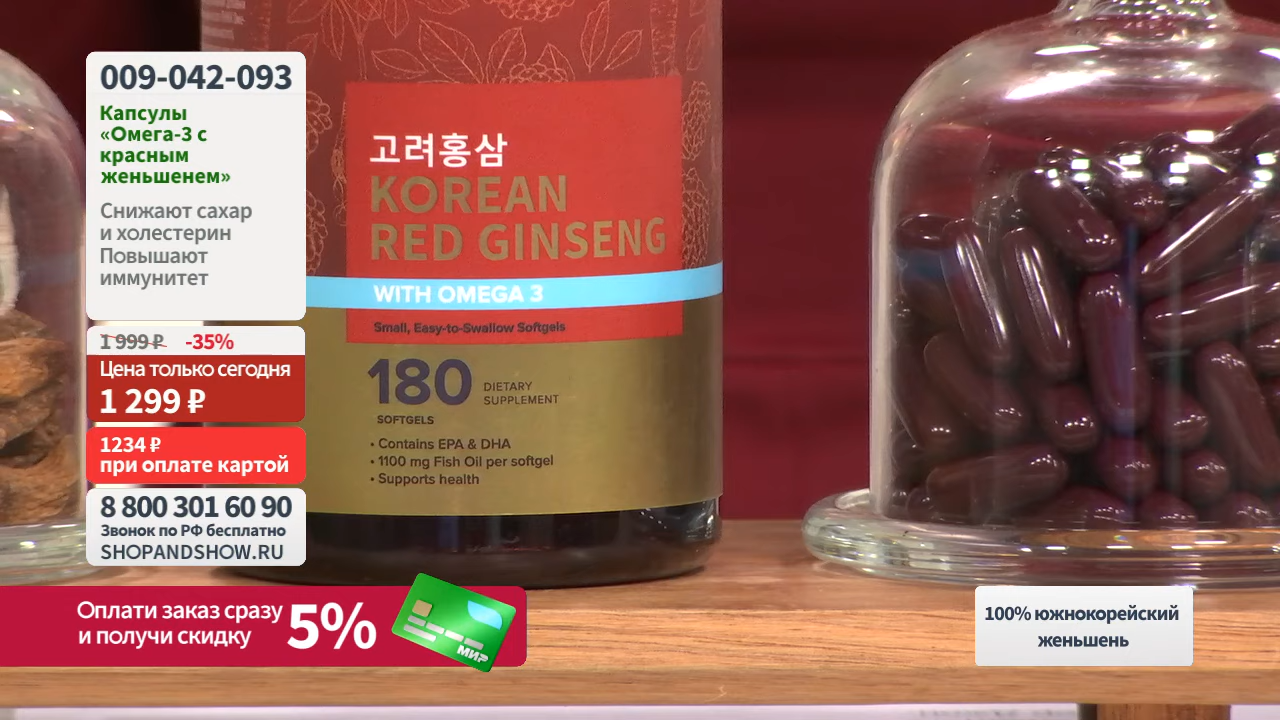 009-042-093
Капсулы
«Омега-3 с
красным
женьшенем»
Снижают сахар
и холестерин
Повышают
иммунитет
1 999 ₽ -35%
Цена только сегодня
1 299 ₽
1234 ₽
при оплате картой
8 800 301 60 90
Звонок по РФ бесплатно
SHOPANDSHOW.RU
Оплати заказ сразу
и получи скидку
5%
МИР
고려홍삼
KOREAN
RED GINSENG
WITH OMEGA 3
Small, Easy-to-Swallow Softgels
180 DIETARY
SUPPLEMENT
SOFTGELS
• Contains EPA & DHA
• 1100 mg Fish Oil per softgel
• Supports health
100% южнокорейский
женьшень